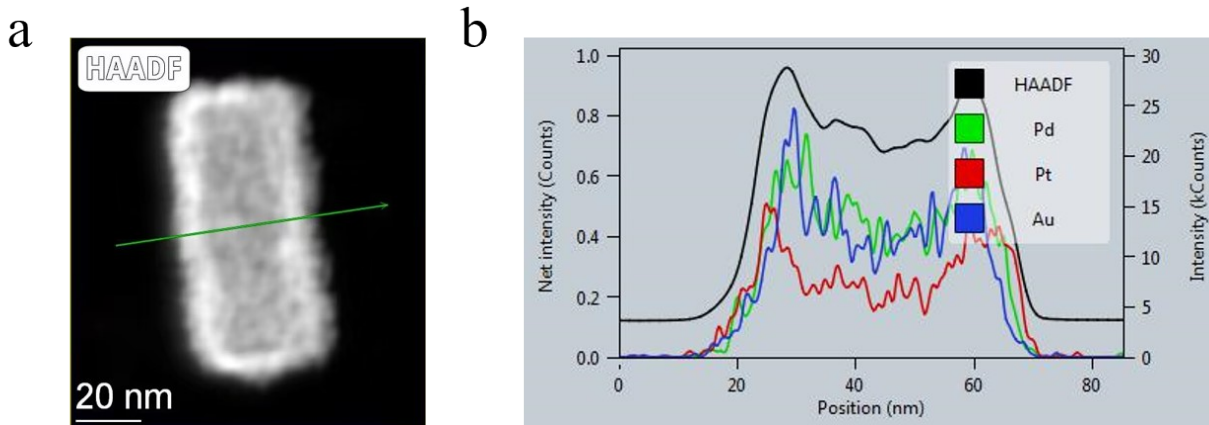 a
HAADF
20 nm
b
Net intensity (Counts)
1.0
0.8
0.6
0.4
0.2
0.0
0
20
40
60
80
Position (nm)
30
25
20
15
10
5
0
Intensity (kCounts)
HAADF
Pd
Pt
Au